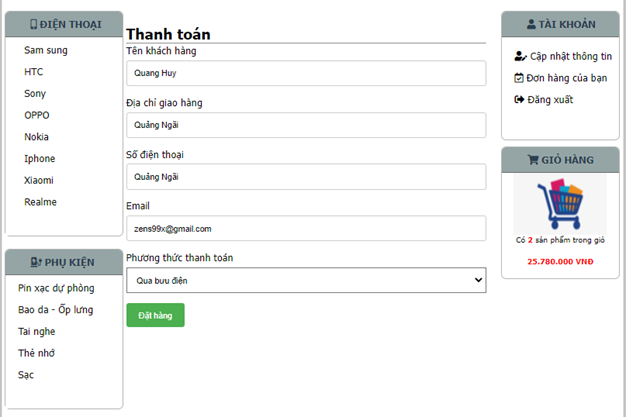 ĐIỆN THOẠI
Sam sung
HTC
Sony
OPPO
Nokia
Iphone
Xiaomi
Realme
PHỤ KIỆN
Pin xạc dự phòng
Bao da - Ốp lưng
Tai nghe
Thẻ nhớ
Sạc
Thanh toán
Tên khách hàng
Quang Huy
Địa chỉ giao hàng
Quảng Ngãi
Số điện thoại
Quảng Ngãi
Email
zens99x@gmail.com
Phương thức thanh toán
Qua bưu điện
Đặt hàng
TÀI KHOẢN
Cập nhật thông tin
Đơn hàng của bạn
Đăng xuất
GIỎ HÀNG
Có 2 sản phẩm trong giỏ
25.780.000 VNĐ